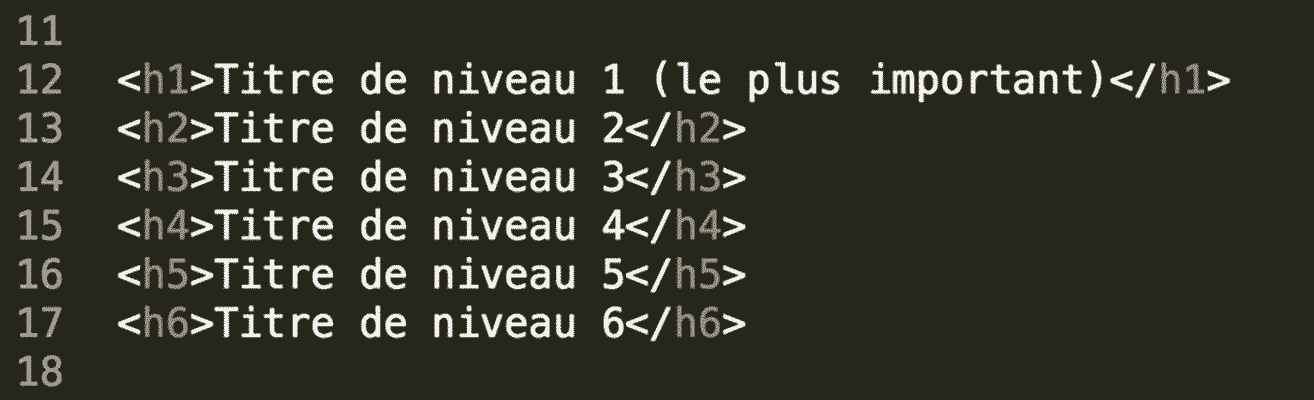 11
12 <h1>Titre de niveau 1 (le plus important)</h1>
13 <h2>Titre de niveau 2</h2>
14 <h3>Titre de niveau 3</h3>
15 <h4>Titre de niveau 4</h4>
16 <h5>Titre de niveau 5</h5>
17 <h6>Titre de niveau 6</h6>
18